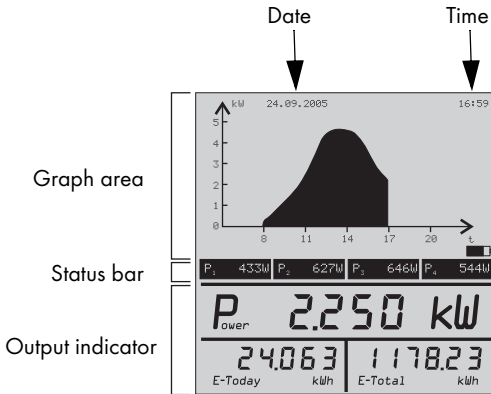 Date Time
kW 24.09.2005 16:59
5
4
Graph area 3
2
1
0
8 11 14 17 20 t
Status bar P1 433W P2 627W P3 646W P4 544W
Power 2.250 kW
Output indicator 24.063 1178.23
E-Today kWh E-Total kWh